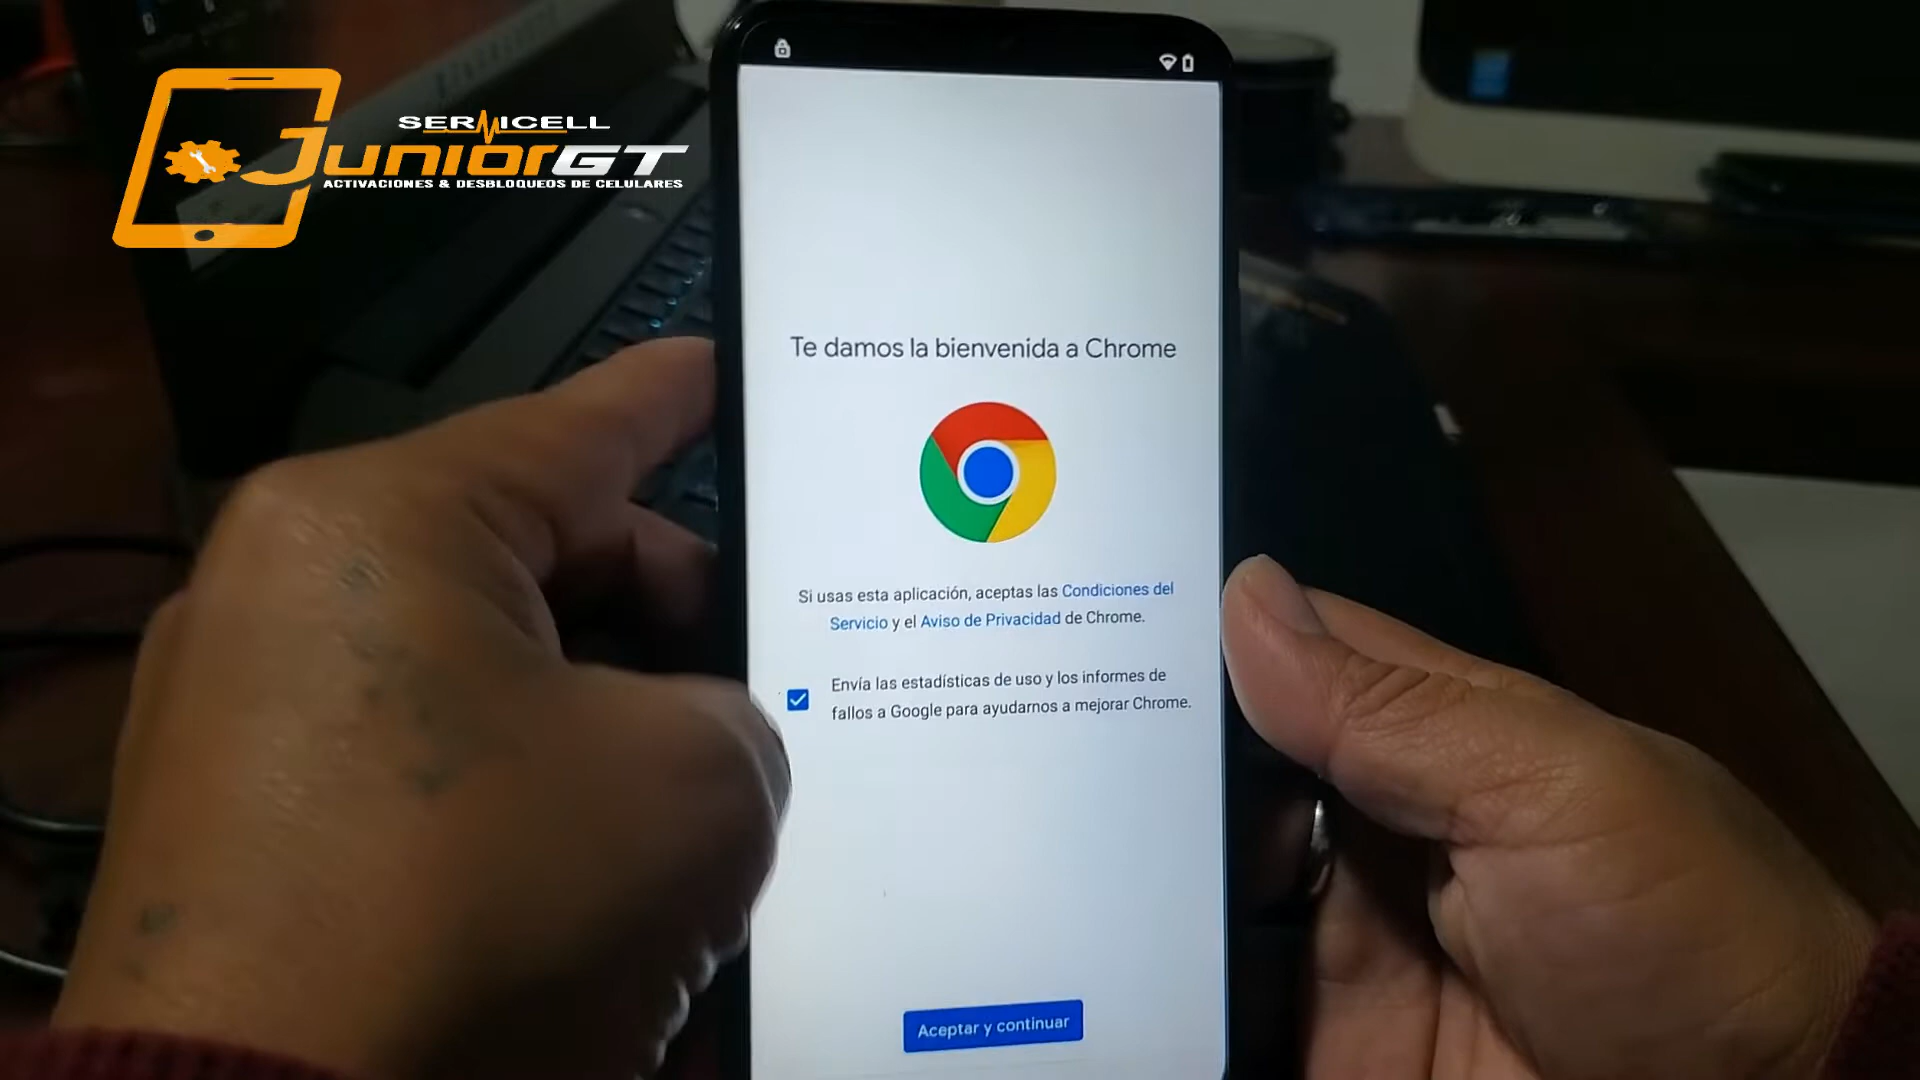 SERVICELL
JUNIORGT
ACTIVACIONES & DESBLOQUEOS DE CELULARES
Te damos la bienvenida a Chrome
Si usas esta aplicación, aceptas las Condiciones del
Servicio y el Aviso de Privacidad de Chrome.
Envía las estadísticas de uso y los informes de
fallos a Google para ayudarnos a mejorar Chrome.
Aceptar y continuar